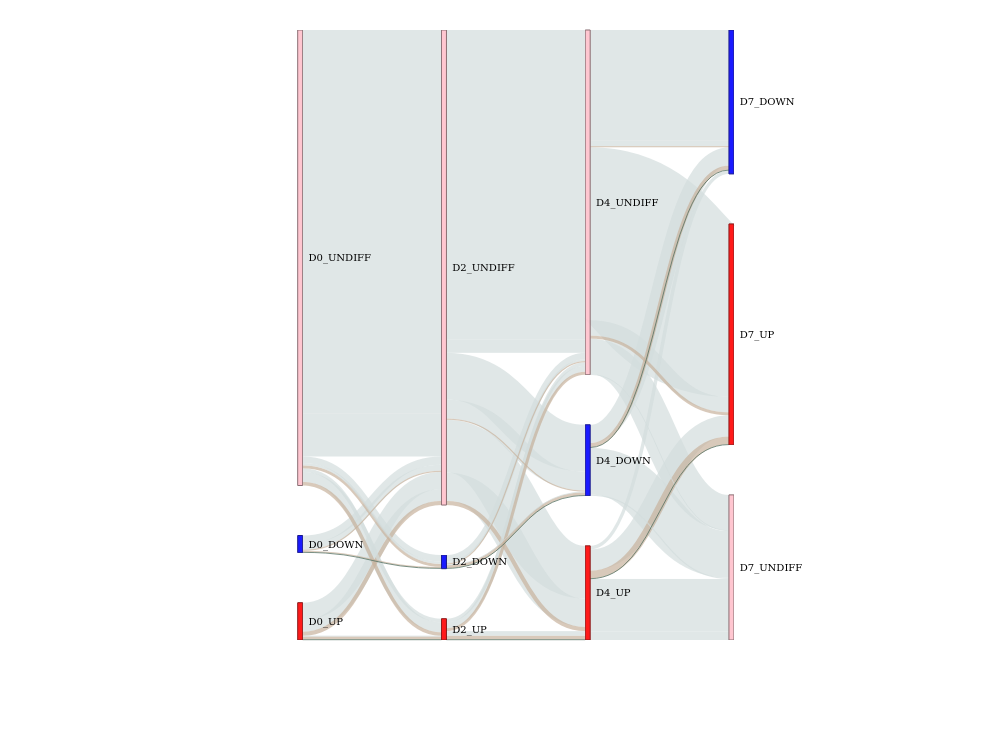 D0_UNDIFF
D0_DOWN
D0_UP
D2_UNDIFF
D2_DOWN
D2_UP
D4_UNDIFF
D4_DOWN
D4_UP
D7_DOWN
D7_UP
D7_UNDIFF